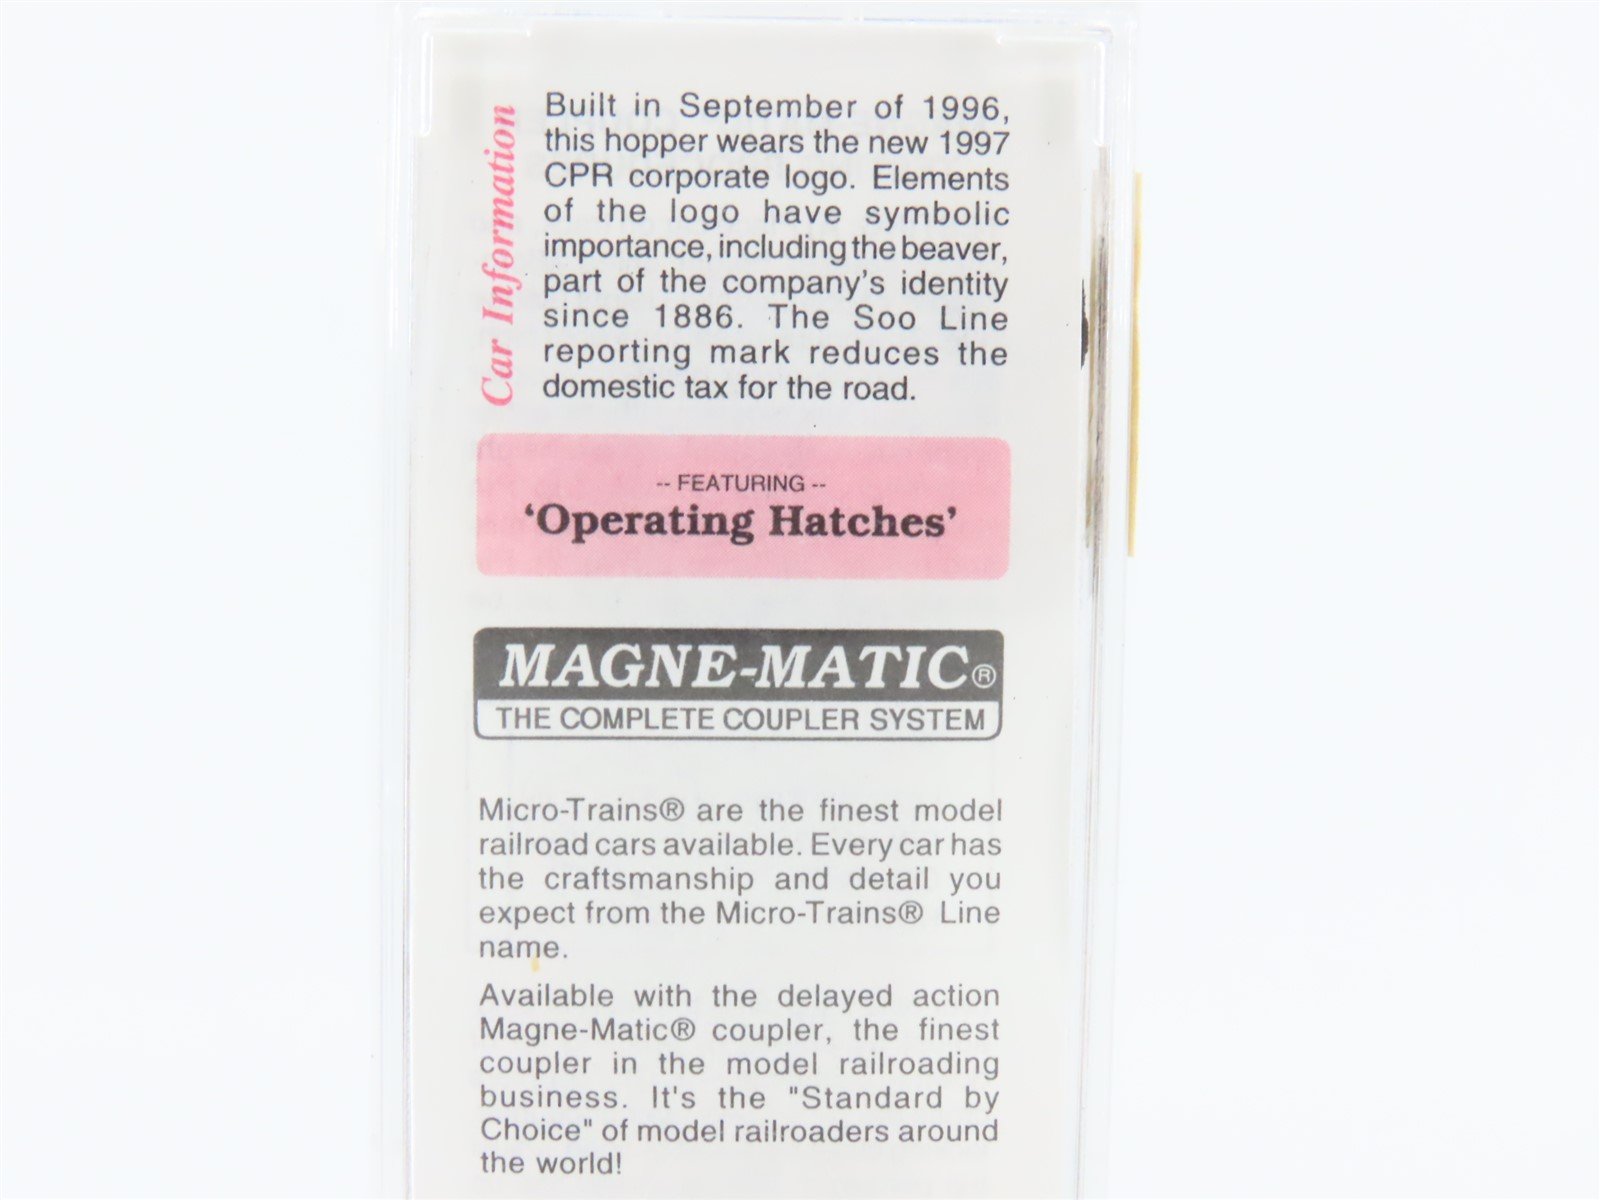 Car Information
Built in September of 1996,
this hopper wears the new 1997
CPR corporate logo. Elements
of the logo have symbolic
importance, including the beaver,
part of the company's identity
since 1886. The Soo Line
reporting mark reduces the
domestic tax for the road.
-- FEATURING --
‘Operating Hatches’
MAGNE-MATIC®
THE COMPLETE COUPLER SYSTEM
Micro-Trains® are the finest model
railroad cars available. Every car has
the craftsmanship and detail you
expect from the Micro-Trains® Line
name.
Available with the delayed action
Magne-Matic® coupler, the finest
coupler in the model railroading
business. It's the "Standard by
Choice" of model railroaders around
the world!